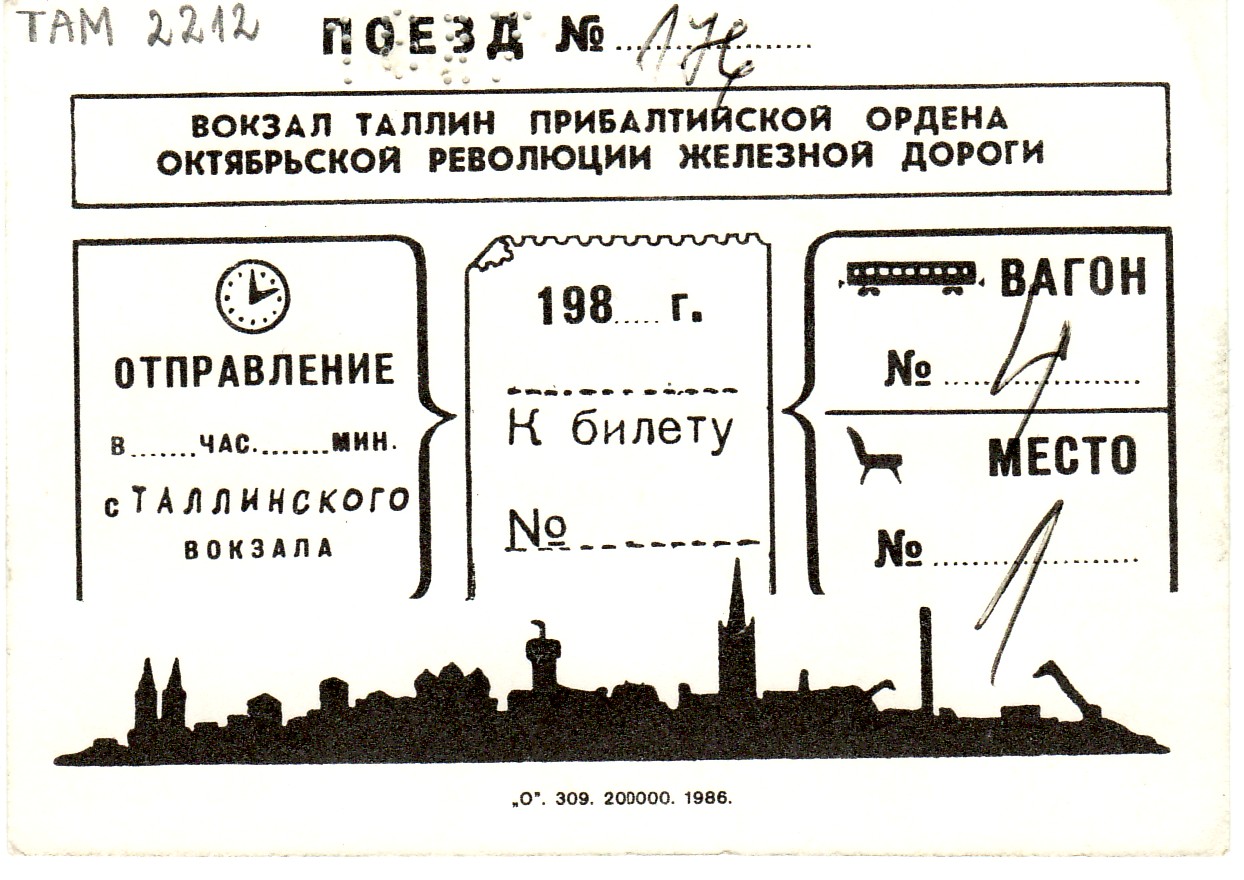 ТАМ 2212
ПОЕЗД № 174
ВОКЗАЛ ТАЛЛИН ПРИБАЛТИЙСКОЙ ОРДЕНА
ОКТЯБРЬСКОЙ РЕВОЛЮЦИИ ЖЕЛЕЗНОЙ ДОРОГИ
ОТПРАВЛЕНИЕ
В......ЧАС.......МИН.
с ТАЛЛИНСКОГО
ВОКЗАЛА
198.... г.
К билету
№
ВАГОН
№ 4
МЕСТО
№ 1
„О”. 309. 200000. 1986.